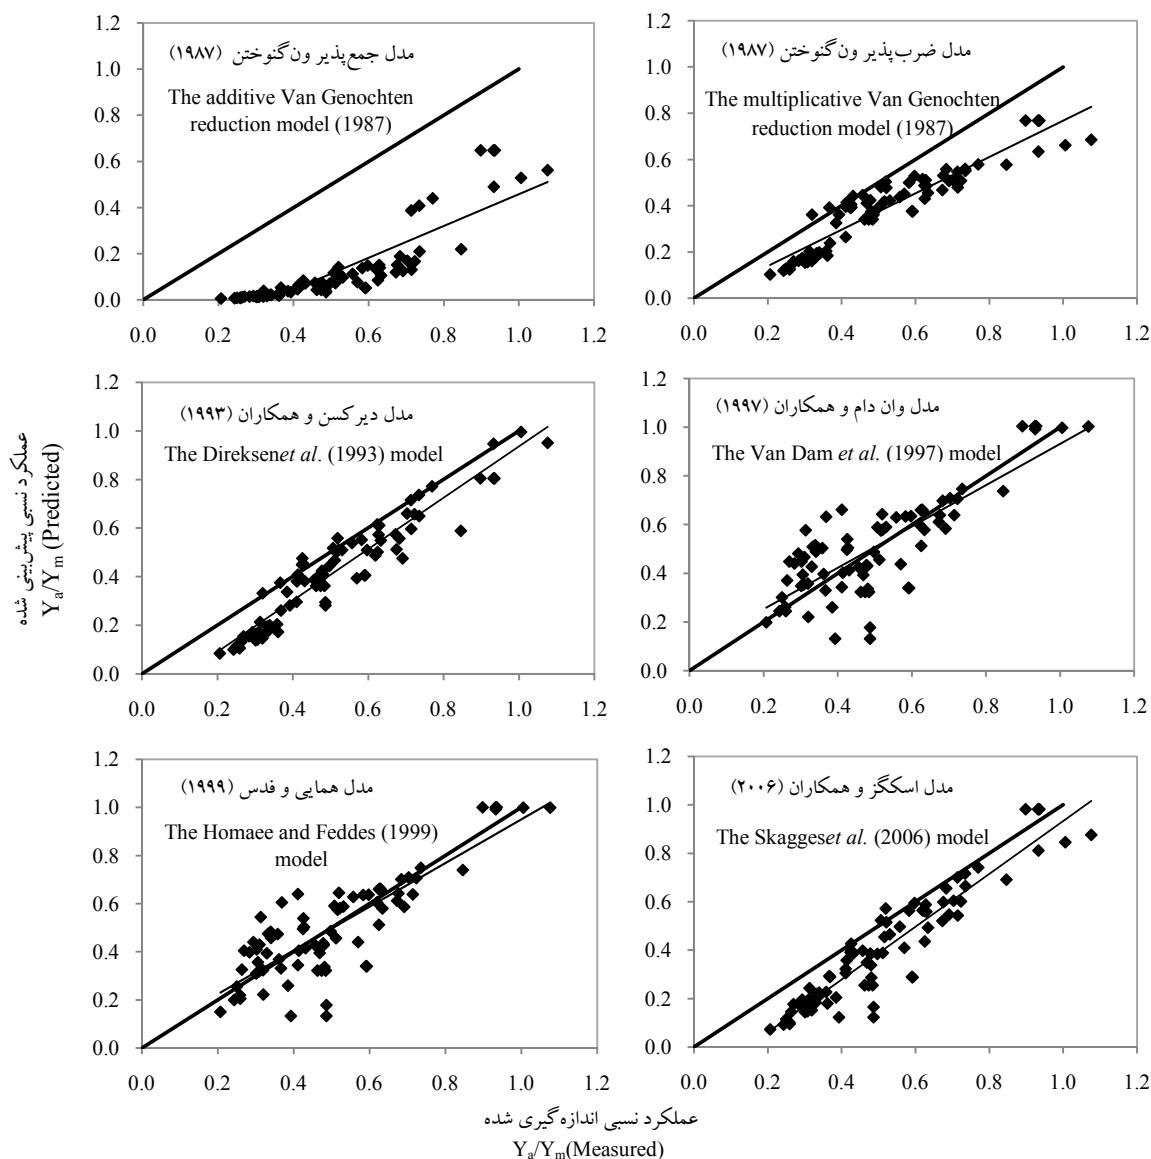 1.2
1.0
0.8
0.6
0.4
0.2
0.0
0.0 0.2 0.4 0.6 0.8 1.0 1.2
مدل جمع‌پذیر ون‌گنوختن (۱۹۸۷)
The additive Van Genochten
reduction model (1987)
1.2
1.0
0.8
0.6
0.4
0.2
0.0
0.0 0.2 0.4 0.6 0.8 1.0 1.2
مدل ضرب‌پذیر ون‌گنوختن (۱۹۸۷)
The multiplicative Van Genochten
reduction model (1987)
عملکرد نسبی پیش‌بینی شده
Ya/Ym (Predicted)
1.2
1.0
0.8
0.6
0.4
0.2
0.0
0.0 0.2 0.4 0.6 0.8 1.0 1.2
مدل دیرکسن و همکاران (۱۹۹۳)
The Direksenet al. (1993) model
1.2
1.0
0.8
0.6
0.4
0.2
0.0
0.0 0.2 0.4 0.6 0.8 1.0 1.2
مدل وان دام و همکاران (۱۹۹۷)
The Van Dam et al. (1997) model
1.2
1.0
0.8
0.6
0.4
0.2
0.0
0.0 0.2 0.4 0.6 0.8 1.0 1.2
مدل همایی و فدس (۱۹۹۹)
The Homaee and Feddes (1999)
model
1.2
1.0
0.8
0.6
0.4
0.2
0.0
0.0 0.2 0.4 0.6 0.8 1.0 1.2
مدل اسکگز و همکاران (۲۰۰۶)
The Skaggeset al. (2006) model
عملکرد نسبی اندازه‌گیری شده
Ya/Ym(Measured)